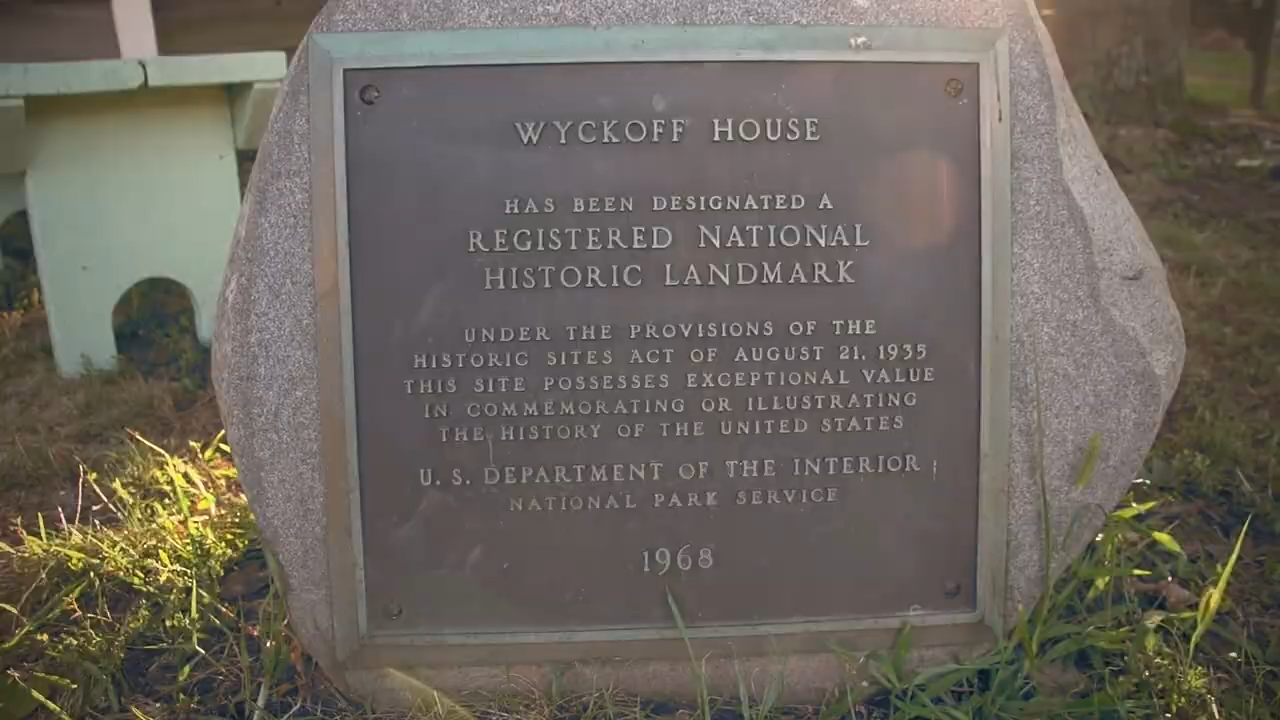 WYCKOFF HOUSE
HAS BEEN DESIGNATED A
REGISTERED NATIONAL
HISTORIC LANDMARK
UNDER THE PROVISIONS OF THE
HISTORIC SITES ACT OF AUGUST 21, 1935
THIS SITE POSSESSES EXCEPTIONAL VALUE
IN COMMEMORATING OR ILLUSTRATING
THE HISTORY OF THE UNITED STATES
U. S. DEPARTMENT OF THE INTERIOR
NATIONAL PARK SERVICE
1968